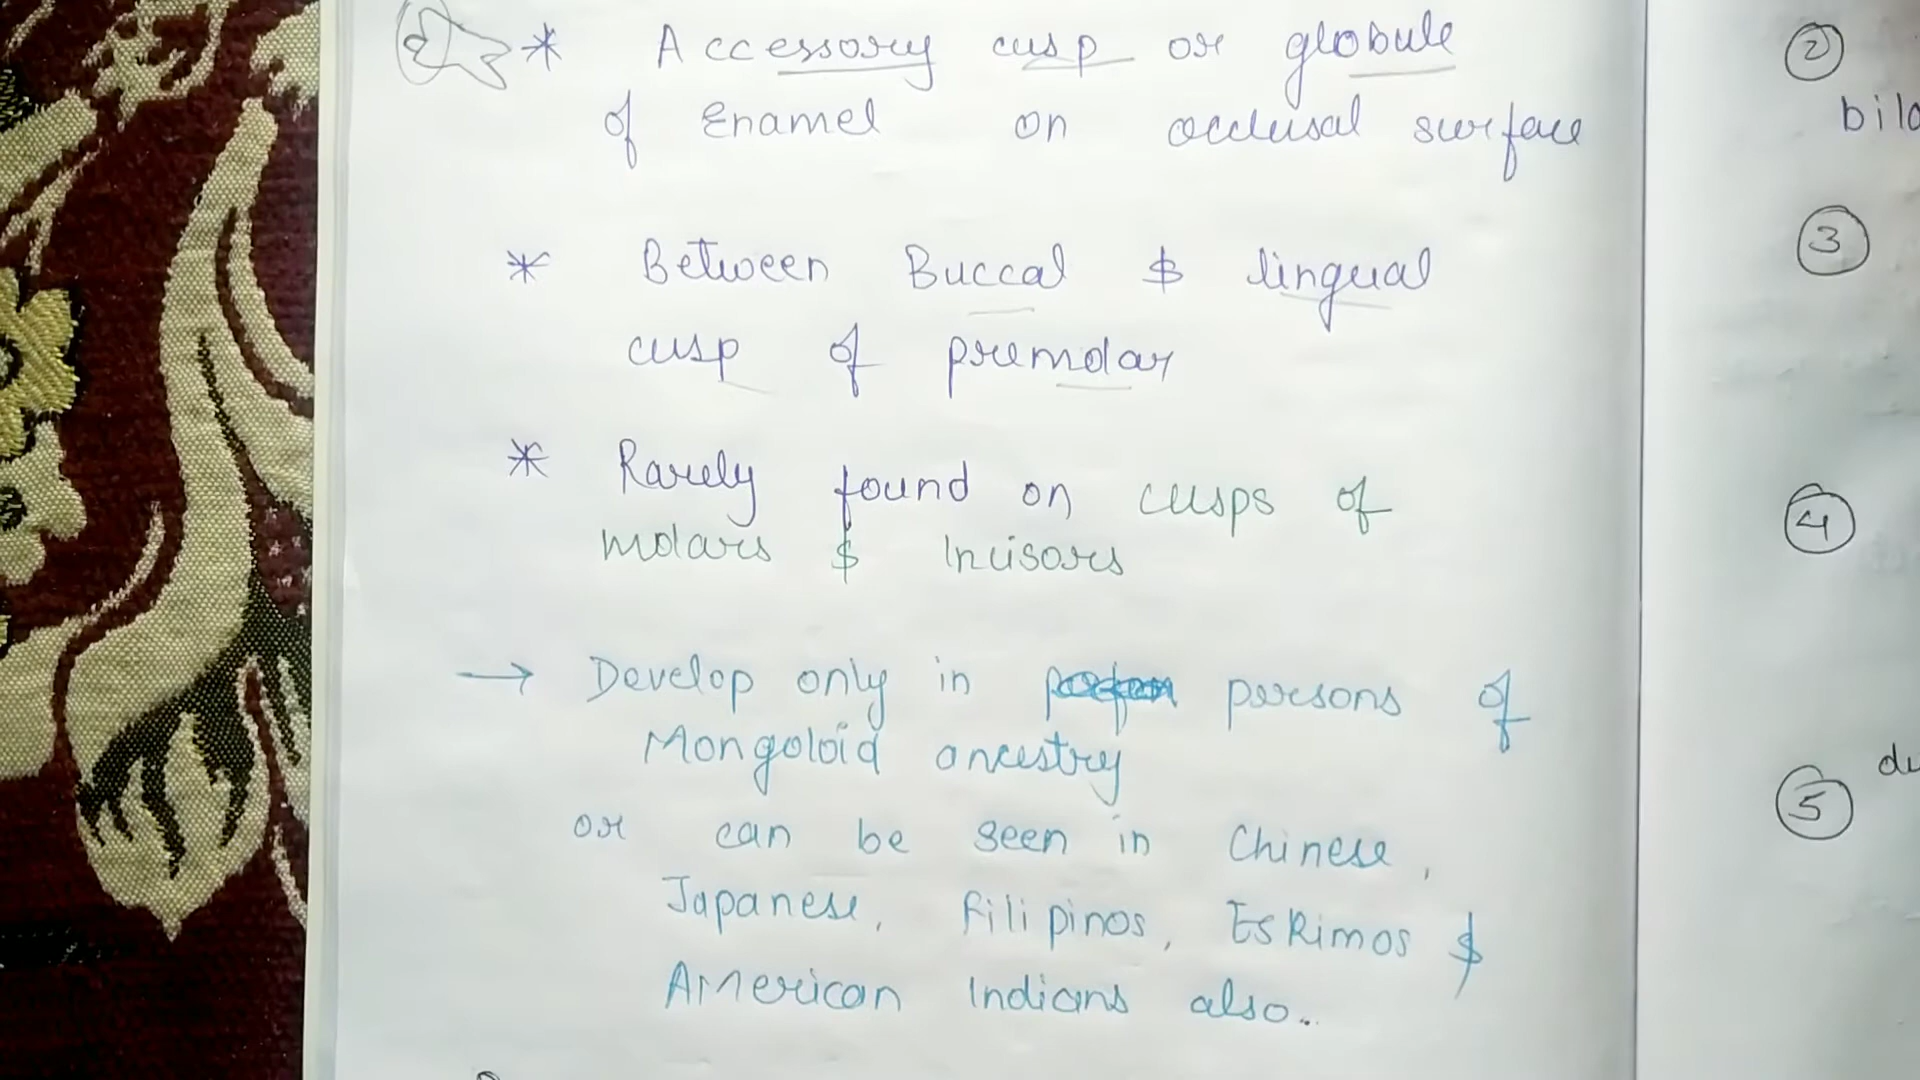 * Accessory cusp or globule
of Enamel on occlusal surface
* Between Buccal & lingual
cusp of premolar
* Rarely found on cusps of
molars & Incisors
→ Develop only in persons of
Mongoloid ancestry
or can be seen in Chinese,
Japanese, Filipinos, Eskimos &
American Indians also..
2
3
4
5